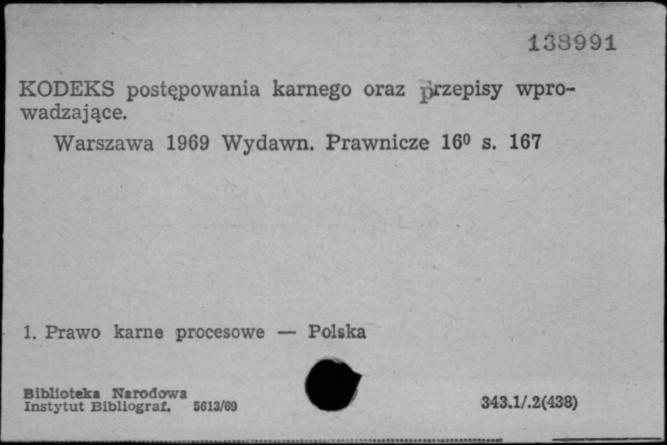 138991
KODEKS postępowania karnego oraz przepisy wpro-
wadzające.
Warszawa 1969 Wydawn. Prawnicze 16⁰ s. 167
1. Prawo karne procesowe — Polska
Biblioteka Narodowa
Instytut Bibliograf. 5613/69
343.1/.2(438)